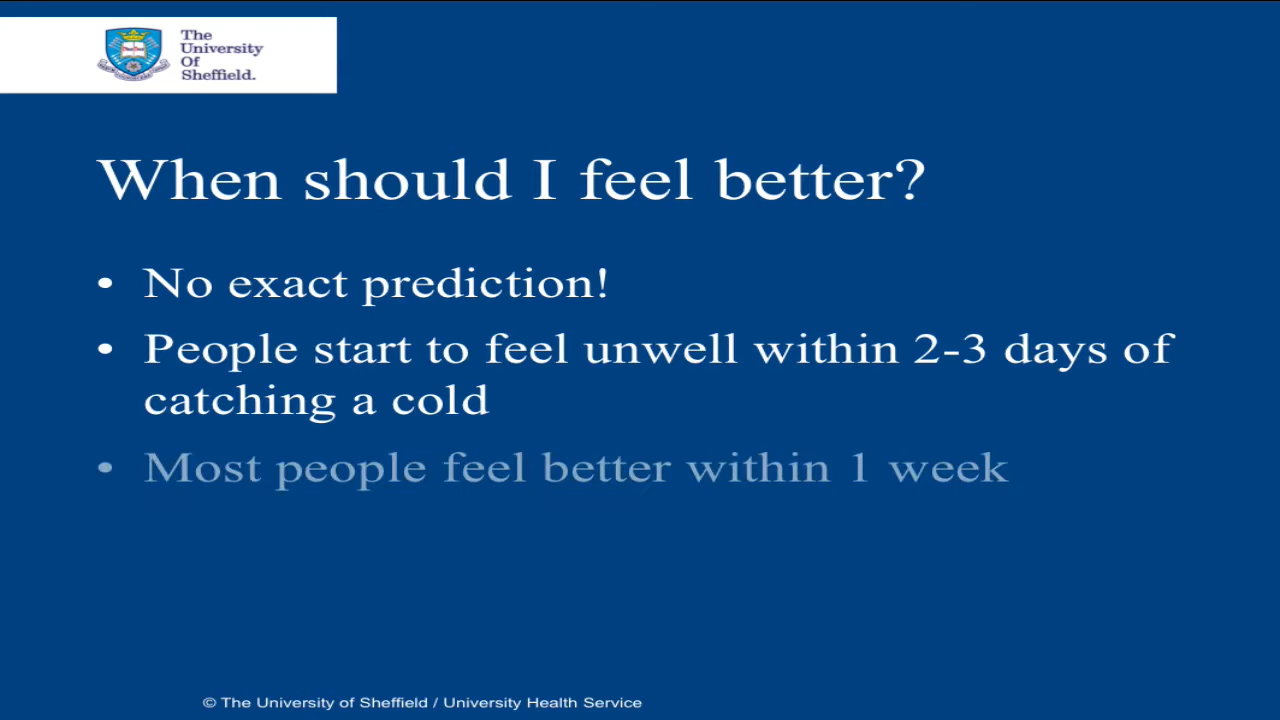 The
University
Of
Sheffield.
When should I feel better?
• No exact prediction!
• People start to feel unwell within 2-3 days of
catching a cold
• Most people feel better within 1 week
© The University of Sheffield / University Health Service